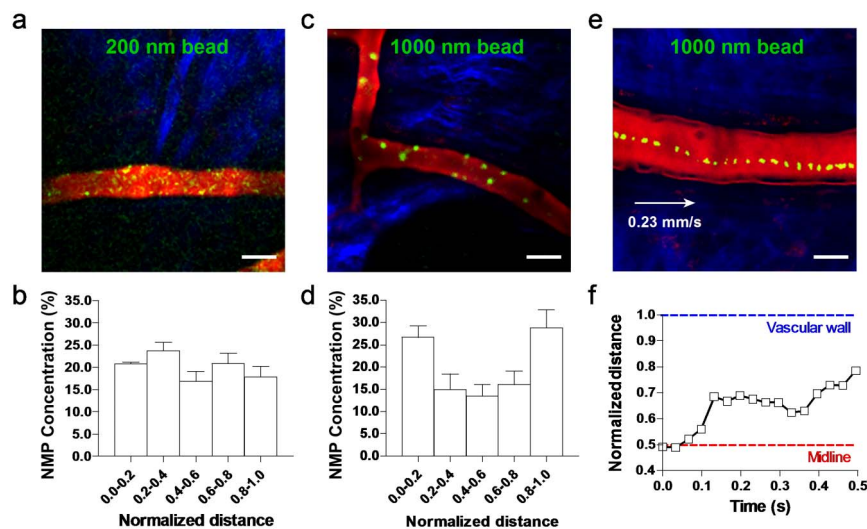 a
200 nm bead
c
1000 nm bead
e
1000 nm bead
0.23 mm/s
b
NMP Concentration (%)
35.0
30.0
25.0
20.0
15.0
10.0
5.0
0.0
0.0-0.2
0.2-0.4
0.4-0.6
0.6-0.8
0.8-1.0
Normalized distance
d
NMP Concentration (%)
35.0
30.0
25.0
20.0
15.0
10.0
5.0
0.0
0.0-0.2
0.2-0.4
0.4-0.6
0.6-0.8
0.8-1.0
Normalized distance
f
Normalized distance
1.0
0.9
0.8
0.7
0.6
0.5
0.4
Vascular wall
Midline
0.0
0.1
0.2
0.3
0.4
0.5
Time (s)